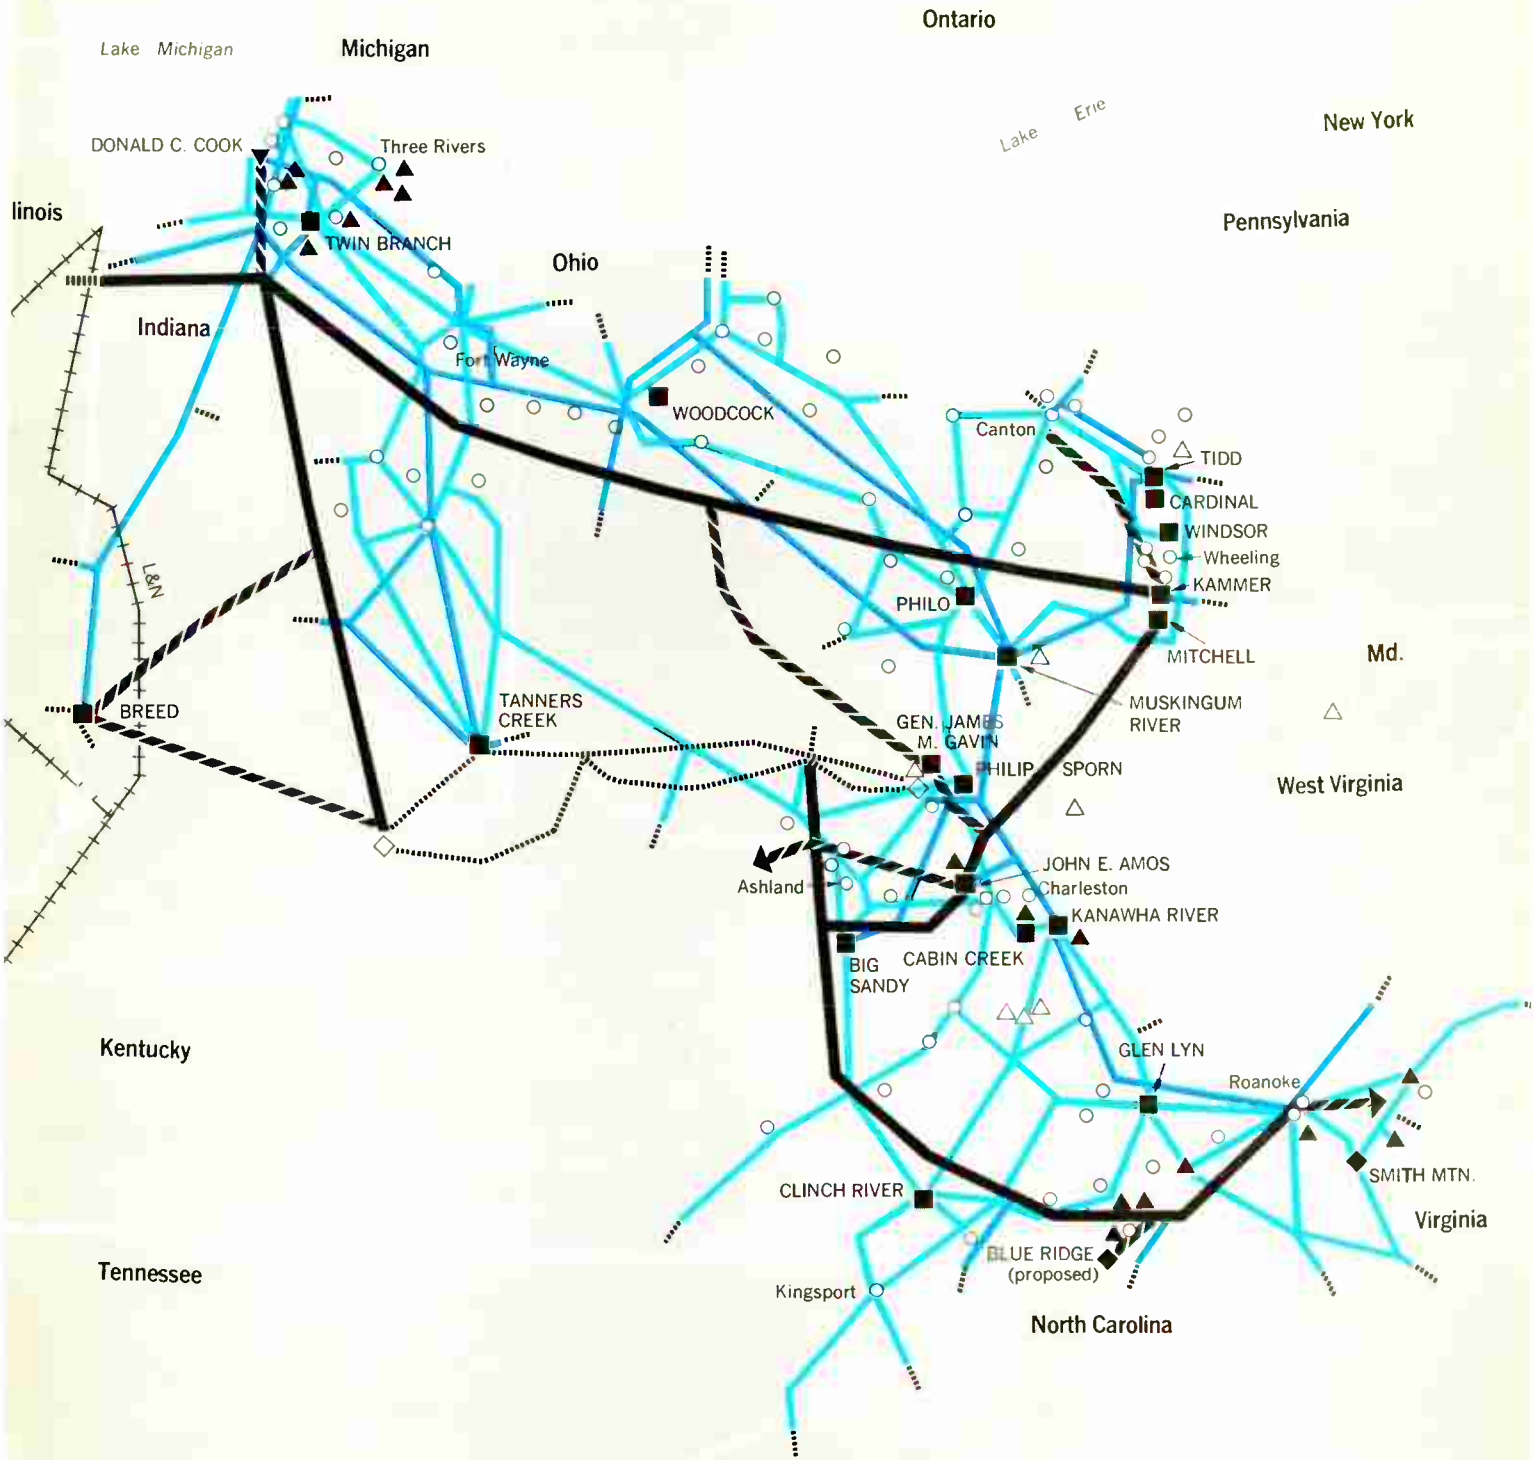 Ontario
Lake Michigan
Michigan
Lake Erie
New York
DONALD C. COOK
Three Rivers
linois
Pennsylvania
TWIN BRANCH
Ohio
Indiana
Fort Wayne
WOODCOCK
Canton
TIDD
CARDINAL
WINDSOR
Wheeling
L&N
KAMMER
PHILO
MITCHELL
Md.
MUSKINGUM
RIVER
BREED
TANNERS
CREEK
GEN. JAMES
M. GAVIN
PHILIP SPORN
West Virginia
JOHN E. AMOS
Ashland
Charleston
KANAWHA RIVER
CABIN CREEK
BIG
SANDY
Kentucky
GLEN LYN
Roanoke
SMITH MTN.
CLINCH RIVER
Virginia
BLUE RIDGE
(proposed)
Tennessee
Kingsport
North Carolina